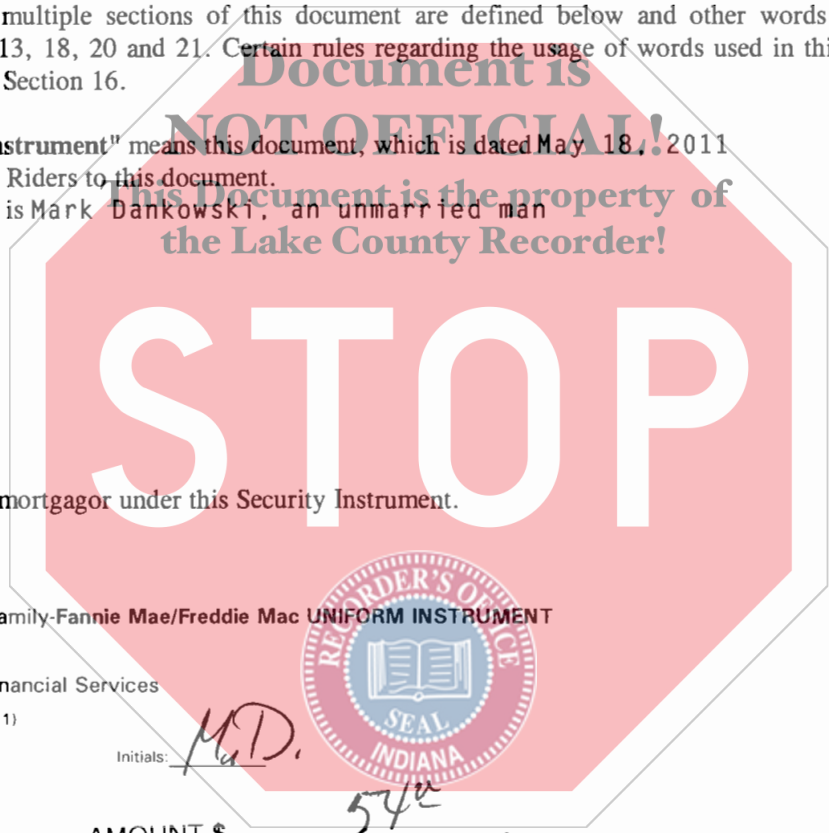 multiple sections of this document are defined below and other words
13, 18, 20 and 21. Certain rules regarding the usage of words used in thi
Section 16.
Document is
NOT OFFICIAL!
strument" means this document, which is dated May 18, 2011
Riders to this document.
This Document is the property of
is Mark Dankowski, an unmarried man
the Lake County Recorder!
STOP
mortgagor under this Security Instrument.
amily-Fannie Mae/Freddie Mac UNIFORM INSTRUMENT
RECORDER'S OFFICE
nancial Services
1)
SEAL
INDIANA
Initials: M.D.
54
AMOUNT $